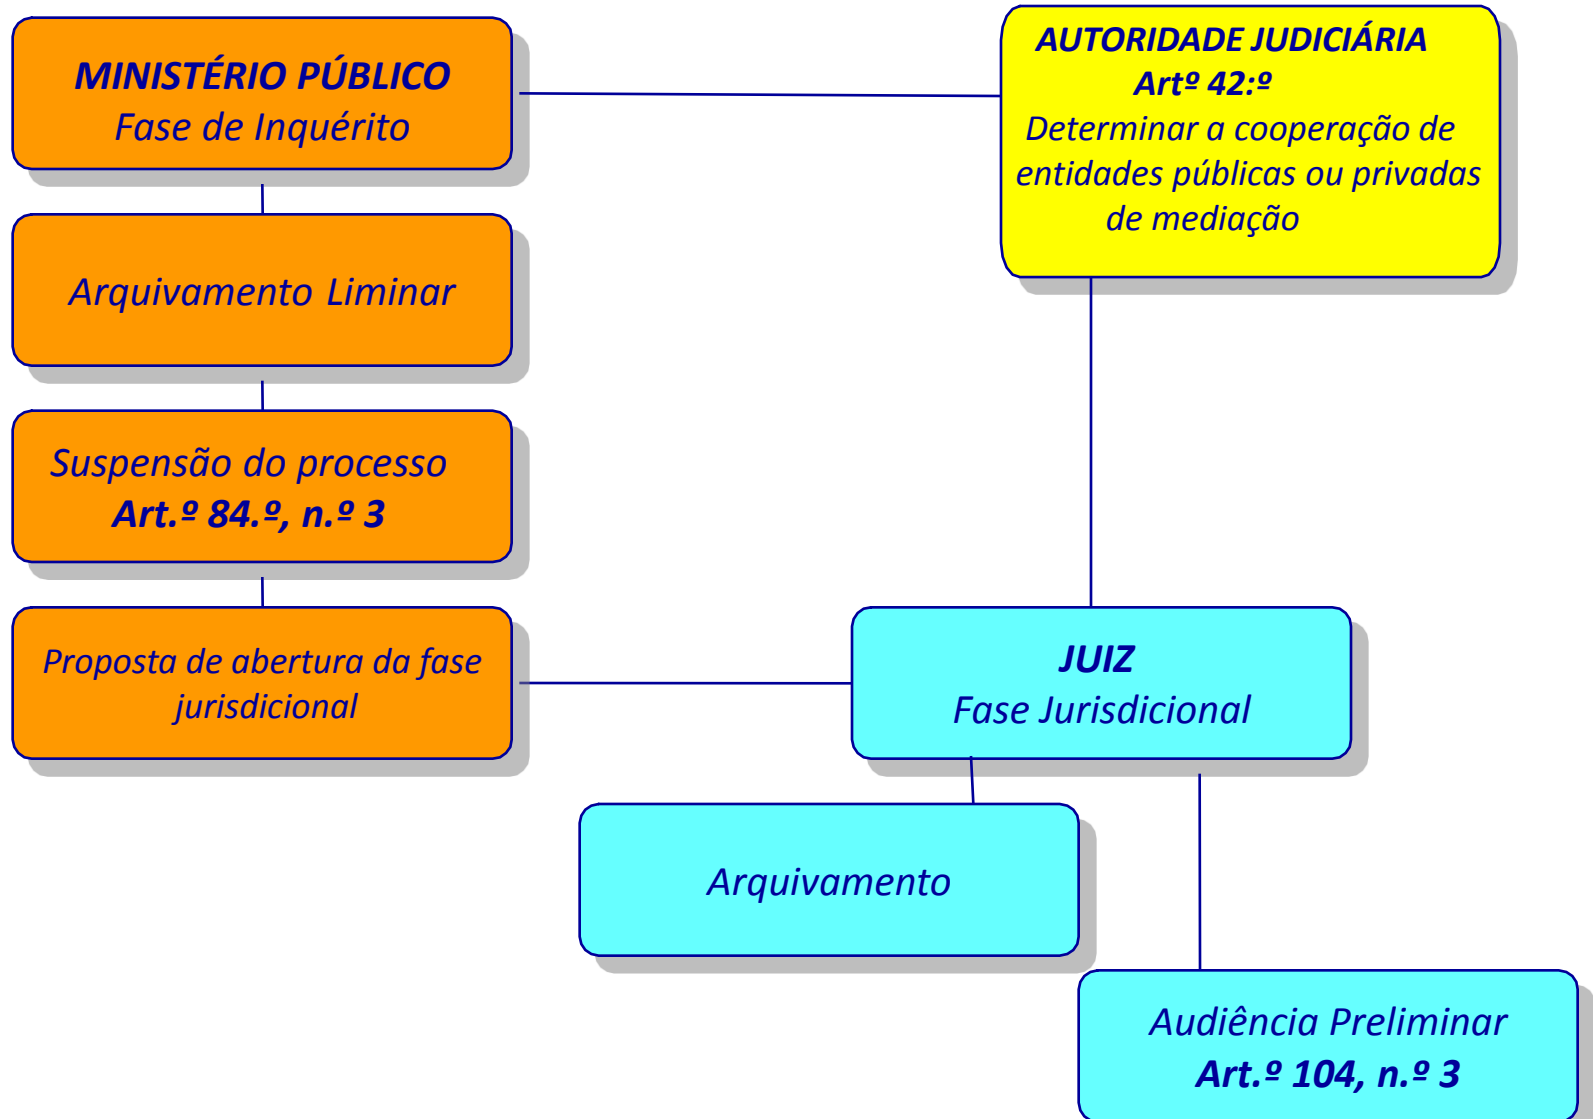 MINISTÉRIO PÚBLICO
Fase de Inquérito
AUTORIDADE JUDICIÁRIA
Artº 42:º
Determinar a cooperação de
entidades públicas ou privadas
de mediação
Arquivamento Liminar
Suspensão do processo
Art.º 84.º, n.º 3
Proposta de abertura da fase
jurisdicional
JUIZ
Fase Jurisdicional
Arquivamento
Audiência Preliminar
Art.º 104, n.º 3